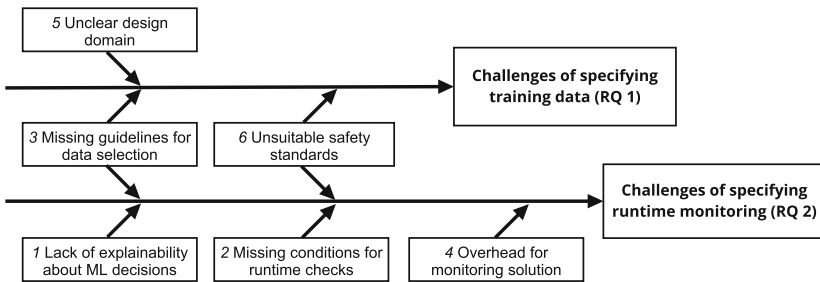 5 Unclear design
domain
Challenges of specifying
training data (RQ 1)
3 Missing guidelines for
data selection
6 Unsuitable safety
standards
Challenges of specifying
runtime monitoring (RQ 2)
1 Lack of explainability
about ML decisions
2 Missing conditions for
runtime checks
4 Overhead for
monitoring solution